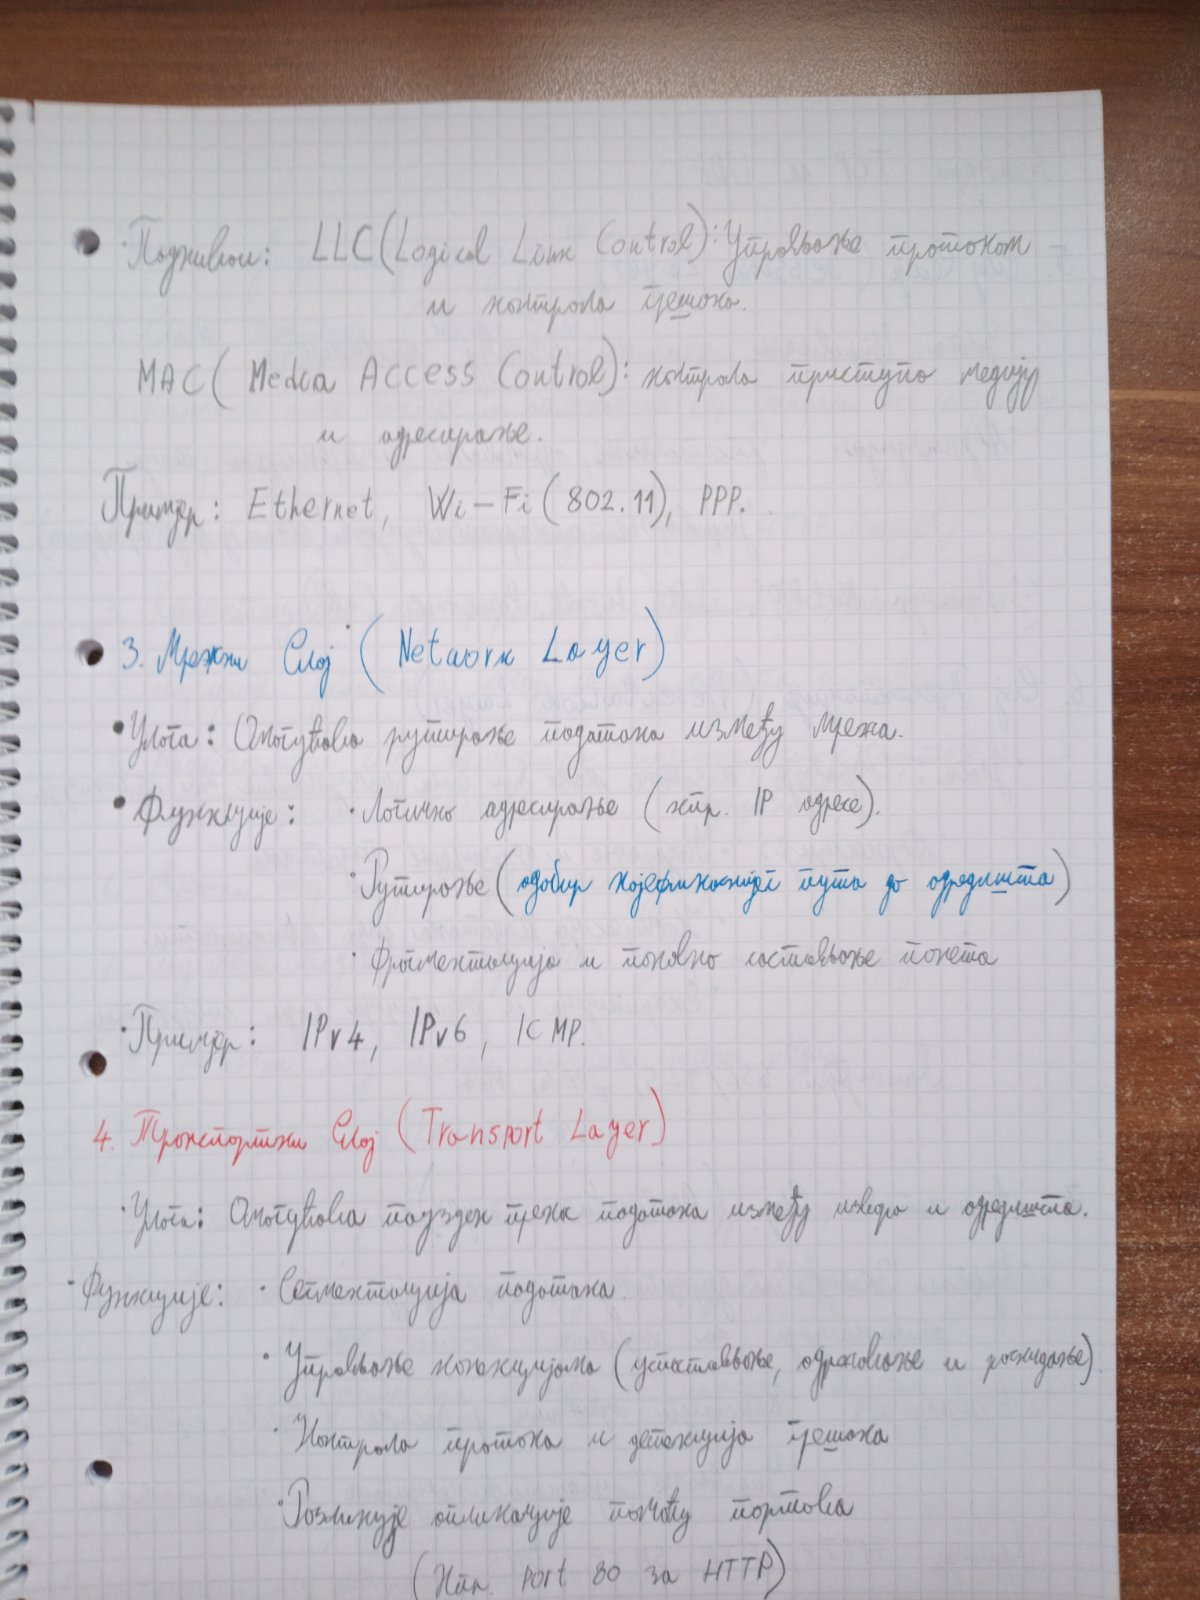 · Поднивои: LLC (Logical Link Control): Управљање протоком
и контрола грешака.
MAC (Media Access Control): контрола приступа медију
и адресирање.
Пример: Ethernet, Wi-Fi (802.11), PPP.
3. Мрежни Слој (Network Layer)
• Улога: Омогућава рутирање података између мрежа.
• Функције: · Логично адресирање (нпр. IP адресе).
· Рутирање (одабир најефикаснијег пута до одредишта)
· Фрагментација и поновно састављање пакета
· Пример: IPv4, IPv6, ICMP.
4. Транспортни Слој (Transport Layer)
· Улога: Омогућава поуздан пренос података између извора и одредишта.
· Функције: · Сегментација података.
· Управљање конекцијама (успостављање, одржавање и раскидање).
· Контрола протока и детекција грешака
· Разликује апликације помоћу портова
(Нпр. port 80 за HTTP)